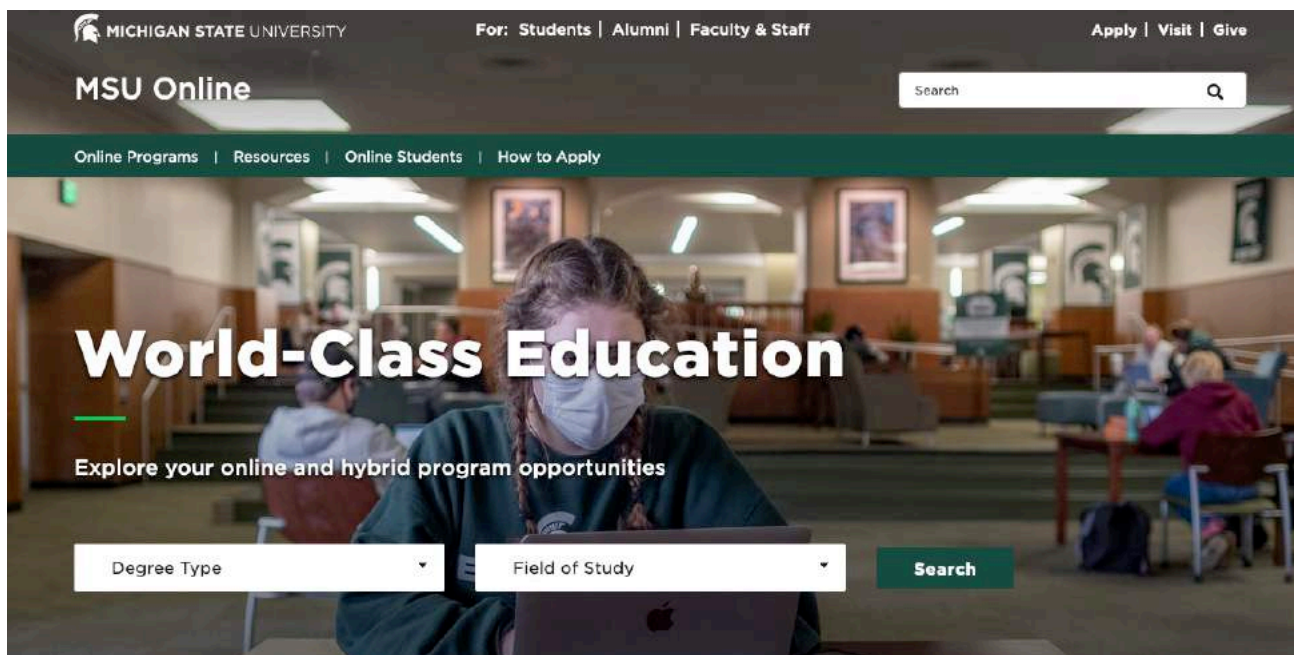 MICHIGAN STATE UNIVERSITY
For: Students | Alumni | Faculty & Staff
Apply | Visit | Give
MSU Online
Search
Online Programs | Resources | Online Students | How to Apply
World-Class Education
Explore your online and hybrid program opportunities
Degree Type
Field of Study
Search